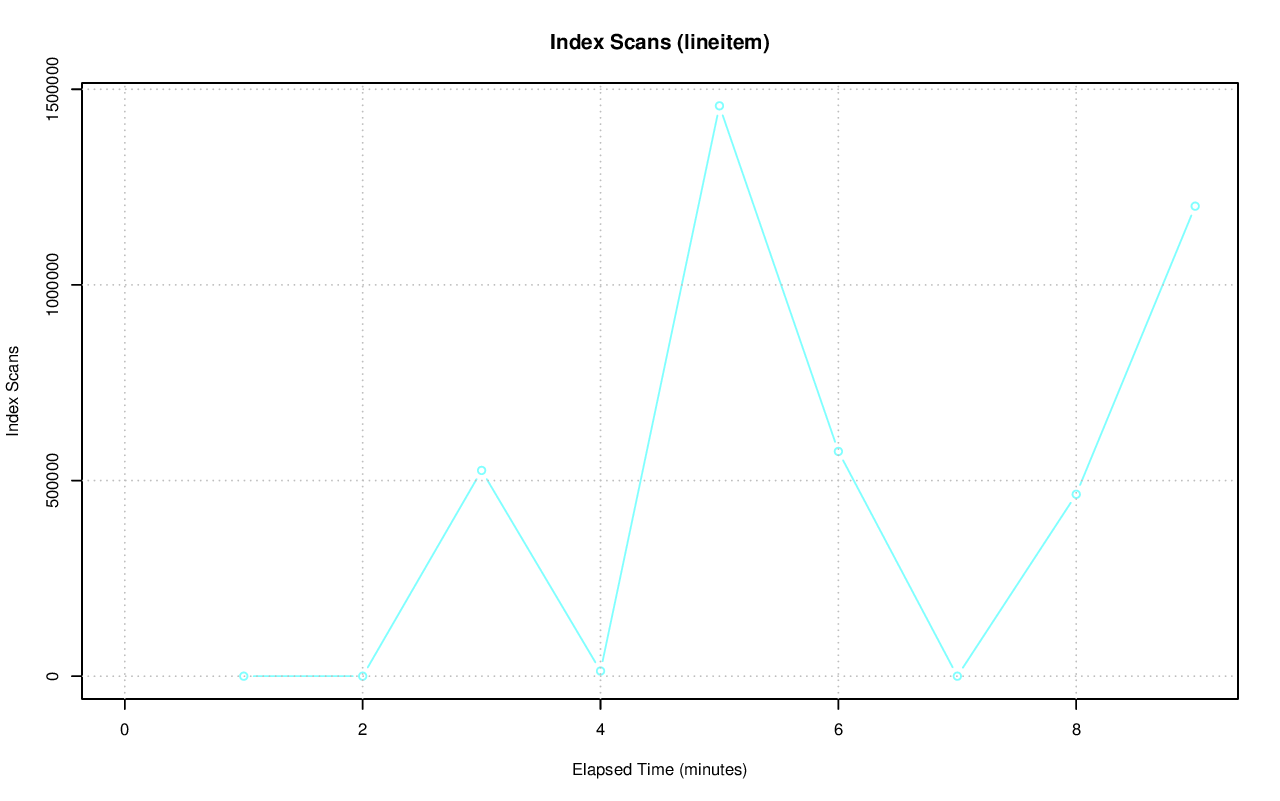 Index Scans (lineitem)
1500000
1000000
500000
0
Index Scans
0 2 4 6 8
Elapsed Time (minutes)